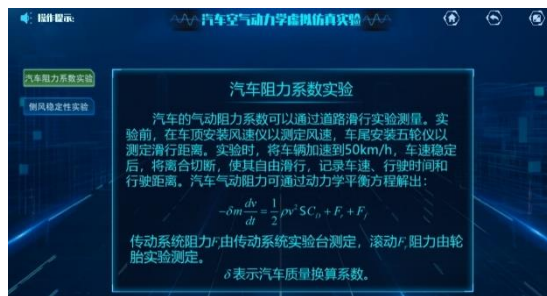 操作提示:
汽车空气动力学虚拟仿真实验
汽车阻力系数实验
侧风稳定性实验
汽车阻力系数实验
汽车的气动阻力系数可以通过道路滑行实验测量。实
验前，在车顶安装风速仪以测定风速，车尾安装五轮仪以
测定滑行距离。实验时，将车辆加速到50km/h，车速稳定
后，将离合切断，使其自由滑行，记录车速、行驶时间和
行驶距离。汽车气动阻力可通过动力学平衡方程解出：
-δm dv/dt = 1/2 ρv²SC_D + F_r + F_f
传动系统阻力F_f由传动系统实验台测定，滚动F_r阻力由轮
胎实验测定。
δ表示汽车质量换算系数。